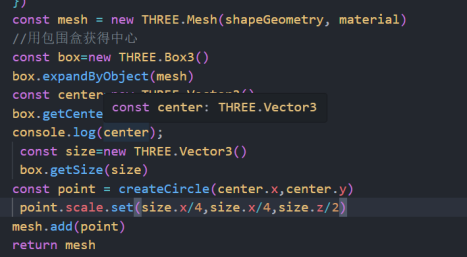 })
const mesh = new THREE.Mesh(shapeGeometry, material)
//用包围盒获得中心
const box=new THREE.Box3()
box.expandByObject(mesh)
const center=new THREE.Vector3()
box.getCente
const center: THREE.Vector3
console.log(center);
const size=new THREE.Vector3()
box.getSize(size)
const point = createCircle(center.x,center.y)
point.scale.set(size.x/4,size.x/4,size.z/2)
mesh.add(point)
return mesh